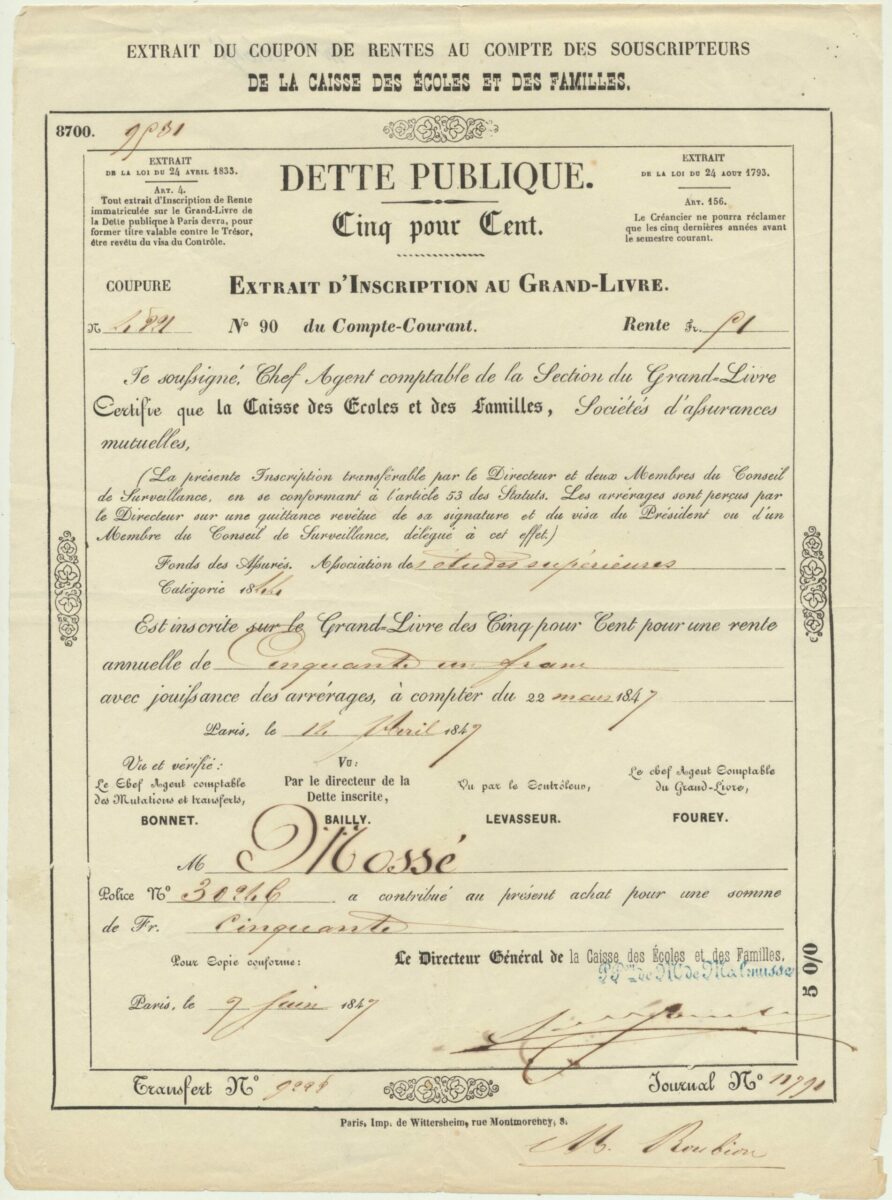 EXTRAIT DU COUPON DE RENTES AU COMPTE DES SOUSCRIPTEURS
DE LA CAISSE DES ÉCOLES ET DES FAMILLES.
8700.
EXTRAIT
DE LA LOI DU 24 AVRIL 1833.
ART. 4.
Tout extrait d'Inscription de Rente
immatriculée sur le Grand-Livre de
la Dette publique à Paris devra, pour
former titre valable contre le Trésor,
être revêtu du visa du Contrôle.
DETTE PUBLIQUE.
Cinq pour Cent.
EXTRAIT
DE LA LOI DU 24 AOUT 1793.
ART. 156.
Le Créancier ne pourra réclamer
que les cinq dernières années avant
le semestre courant.
COUPURE
EXTRAIT D'INSCRIPTION AU GRAND-LIVRE.
N
No 90 du Compte-Courant.
Rente Fr. 51
Je soussigné, Chef Agent comptable de la Section du Grand-Livre
Certifie que la Caisse des Ecoles et des Familles, Sociétés d'assurances
mutuelles,
(La présente Inscription transférable par le Directeur et deux Membres du Conseil
de Surveillance, en se conformant à l'article 53 des Statuts. Les arrérages sont perçus par
le Directeur sur une quittance revêtue de sa signature et du visa du Président ou d'un
Membre du Conseil de Surveillance, délégué à cet effet.)
Fonds des Assurés. Association de études supérieures
Catégorie 1844
Est inscrite sur le Grand-Livre des Cinq pour Cent pour une rente
annuelle de Cinquante un franc
avec jouissance des arrérages, à compter du 22 mars 1847
Paris, le 14 Avril 1847
Vu et vérifié:
Le Chef Agent comptable
des Mutations et transferts,
BONNET.
Vu:
Par le directeur de la
Dette inscrite,
BAILLY.
Vu par le Contrôleur,
LEVASSEUR.
Le chef Agent Comptable
du Grand-Livre,
FOUREY.
M Mossé
Police No 30246 a contribué au présent achat pour une somme
de Fr. Cinquante
Pour Copie conforme:
Le Directeur Général de la Caisse des Écoles et des Familles.
de Mr de Malmusse
5 0/0
Paris, le 9 Juin 1847
Transfert No
Journal No
Paris, Imp. de Wittersheim, rue Montmorency, 8.
M. Roubion